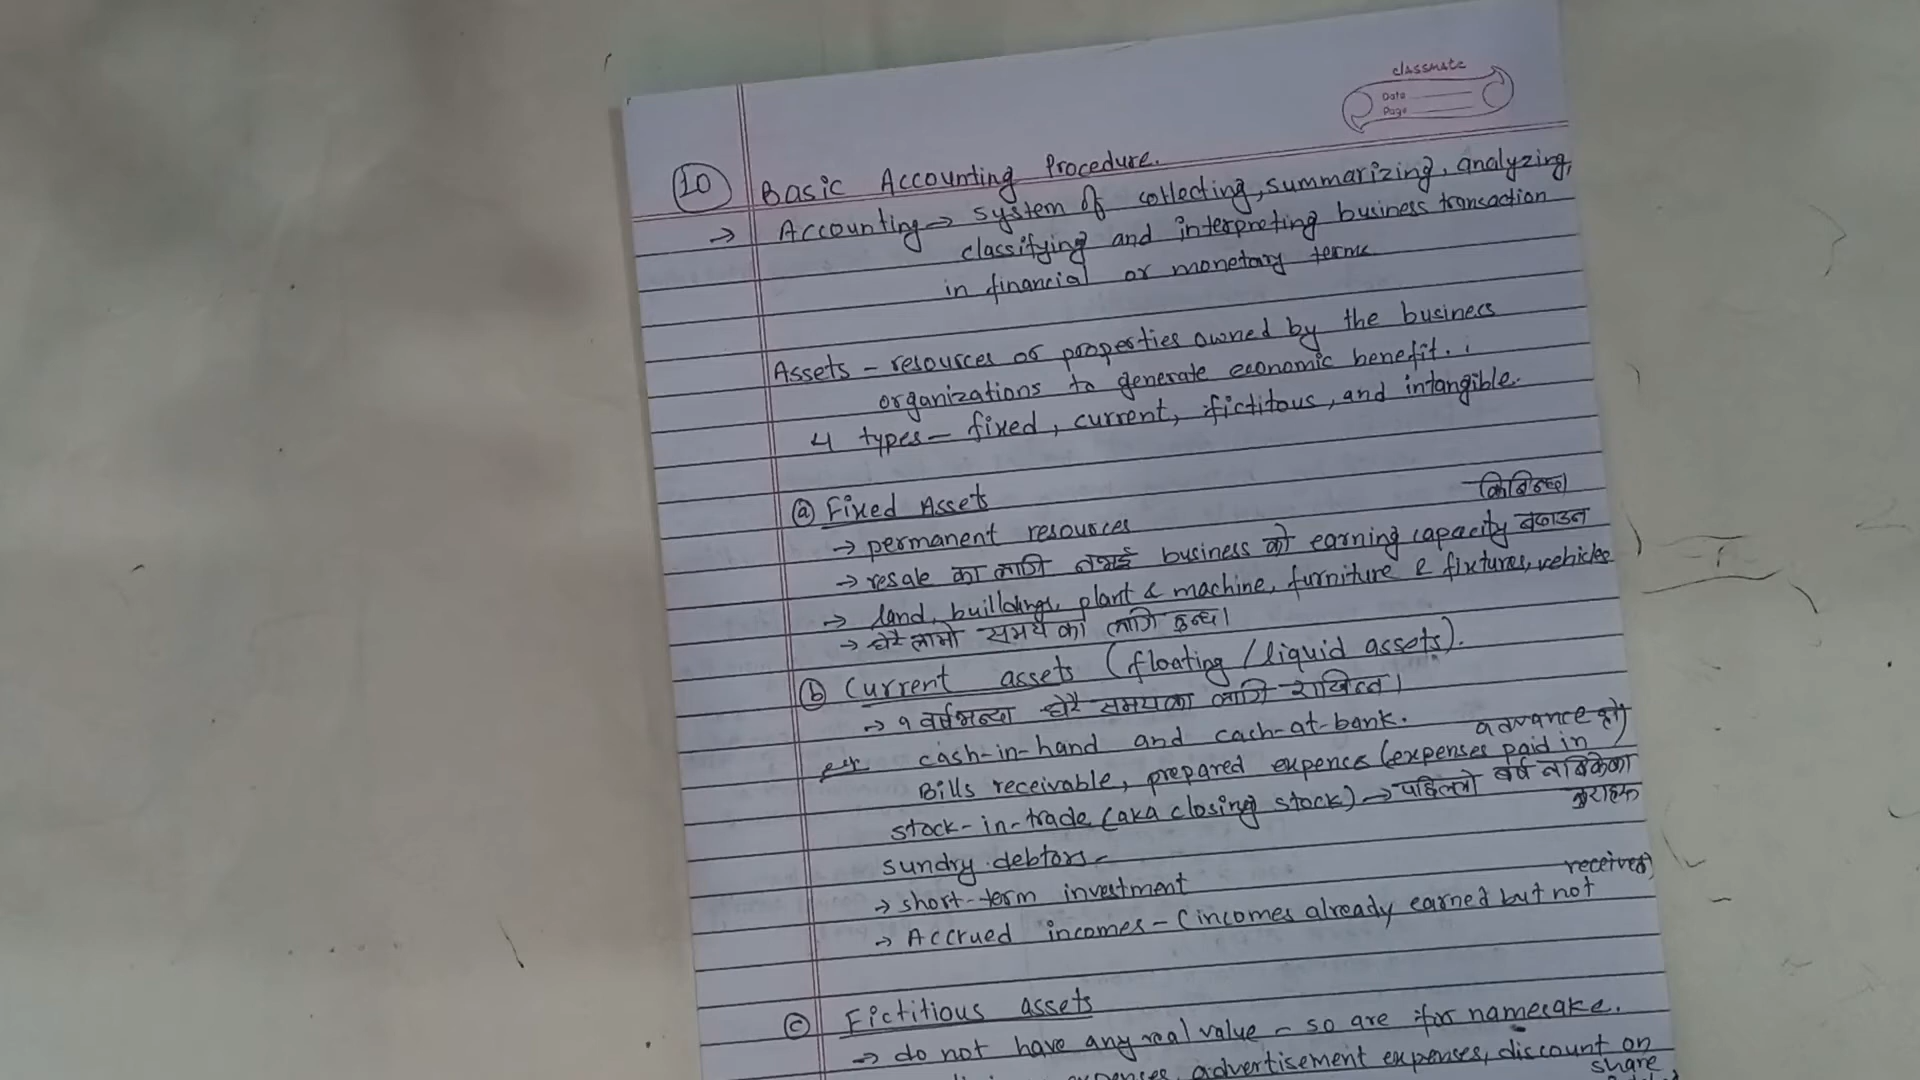 classmate
Date
Page
10 Basic Accounting Procedure.
→ Accounting → system of collecting, summarizing, analyzing,
classifying and interpreting business transaction
in financial or monetary terms
Assets – resources or properties owned by the business
organizations to generate economic benefit.
4 types – fixed, current, fictitous, and intangible.
(a) Fixed Assets
→ permanent resources
किनिन्छ।
→ resale का लागि नभई business को earning capacity बढाउन
→ land, buildings, plant & machine, furniture & fixtures, vehicles
→ धेरै लामो समय का लागि हुन्छ।
(b) Current assets (floating / liquid assets).
→ १ वर्षभन्दा धेरै समयका लागि राखिन्न।
cash-in-hand and cach-at-bank.
advance
Bills receivable, prepared expences (expenses paid in
stock-in-trade (aka closing stock) → पहिलेको वर्ष नबिकेका
sundry debtors
→ short-term investment
received)
→ Accrued incomes – (incomes already earned but not
(c) Fictitious assets
→ do not have any real value – so are for namesake.
advertisement expenses, discount on
share